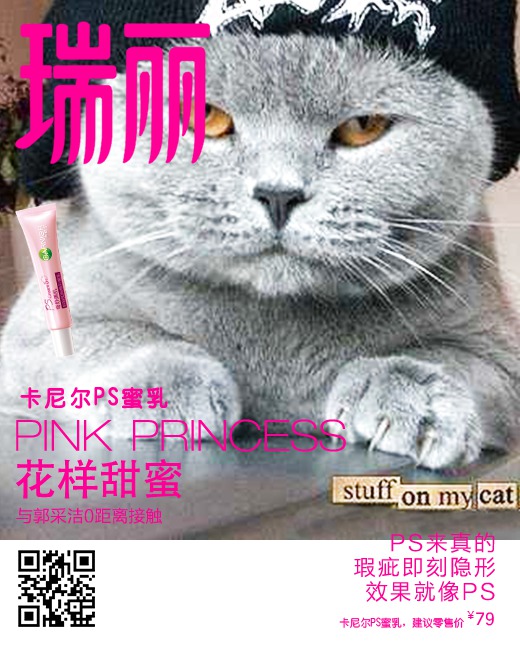 瑞丽
GARNIER
卡尼尔PS蜜乳
PINK PRINCESS
花样甜蜜
与郭采洁0距离接触
stuff on my cat
PS来真的
瑕疵即刻隐形
效果就像PS
卡尼尔PS蜜乳,建议零售价 ¥79